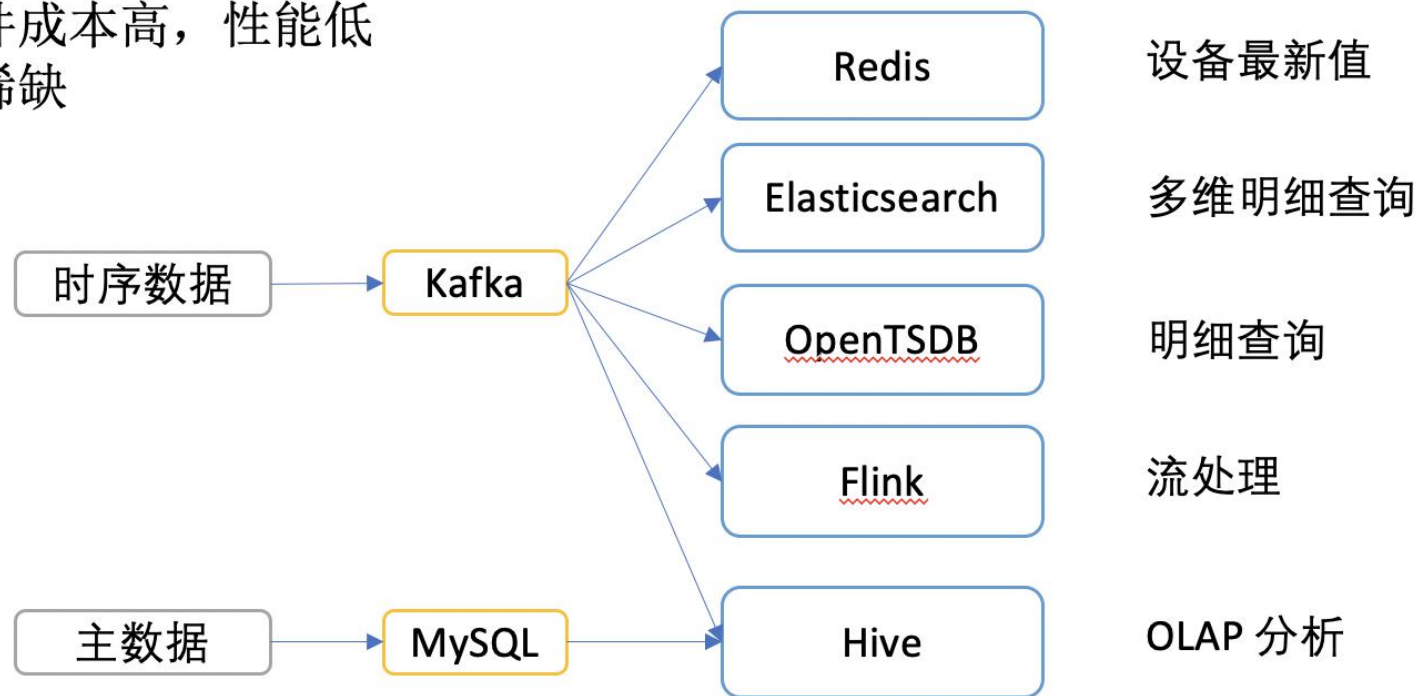 件成本高，性能低
稀缺
Redis
设备最新值
Elasticsearch
多维明细查询
时序数据
Kafka
OpenTSDB
明细查询
Flink
流处理
主数据
MySQL
Hive
OLAP 分析